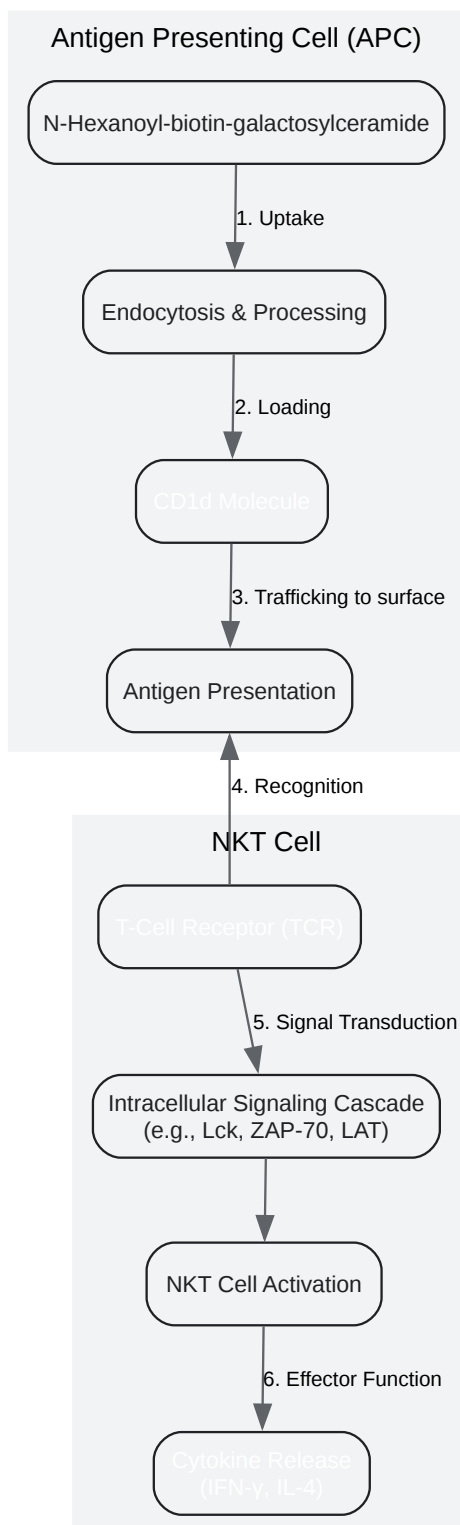 Antigen Presenting Cell (APC)
N-Hexanoyl-biotin-galactosylceramide
1. Uptake
Endocytosis & Processing
2. Loading
CD1d Molecule
3. Trafficking to surface
Antigen Presentation
4. Recognition
NKT Cell
T-Cell Receptor (TCR)
5. Signal Transduction
Intracellular Signaling Cascade
(e.g., Lck, ZAP-70, LAT)
NKT Cell Activation
6. Effector Function
Cytokine Release
(IFN-γ, IL-4)